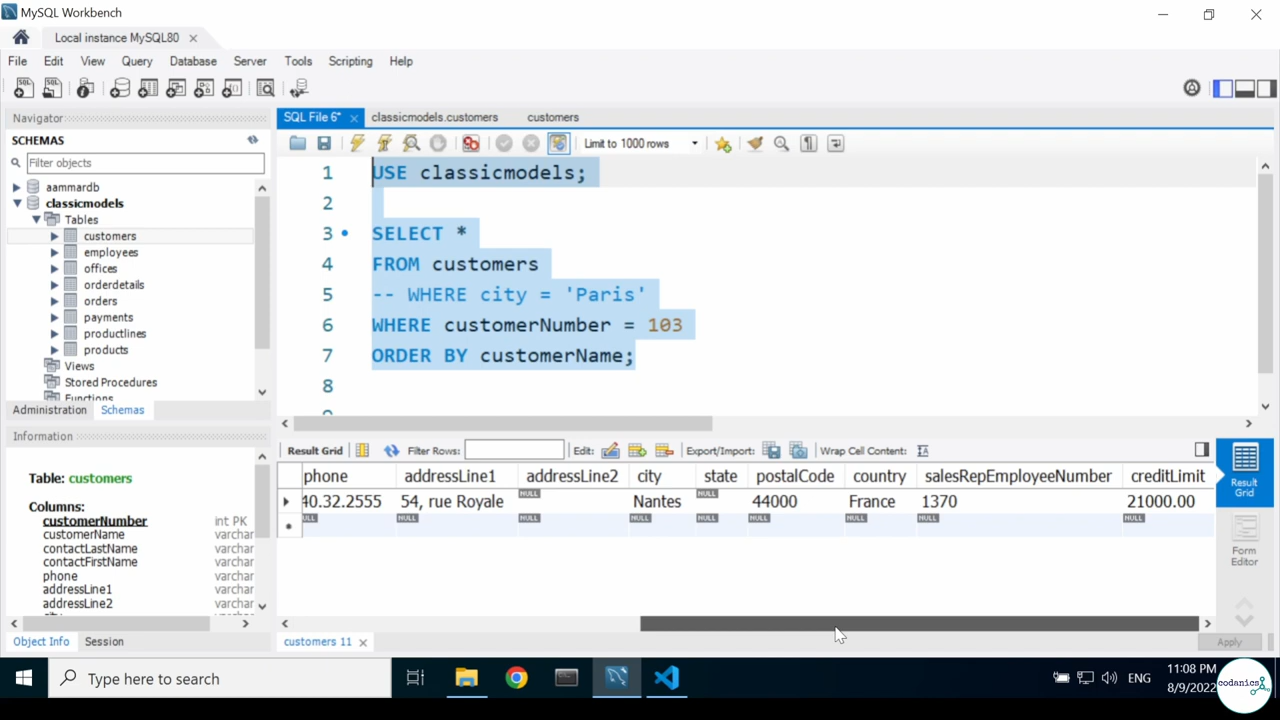 MySQL Workbench
Local instance MySQL80
File Edit View Query Database Server Tools Scripting Help
Navigator
SCHEMAS
Filter objects
aammardb
classicmodels
Tables
customers
employees
offices
orderdetails
orders
payments
productlines
products
Views
Stored Procedures
Functions
Administration Schemas
Information
Table: customers
Columns:
customerNumber int PK
customerName varchar
contactLastName varchar
contactFirstName varchar
phone varchar
addressLine1 varchar
addressLine2 varchar
Object Info Session
SQL File 6* classicmodels.customers customers
Limit to 1000 rows
1 USE classicmodels;
2
3 SELECT *
4 FROM customers
5 -- WHERE city = 'Paris'
6 WHERE customerNumber = 103
7 ORDER BY customerName;
8
Result Grid Filter Rows: Edit: Export/Import: Wrap Cell Content:
phone addressLine1 addressLine2 city state postalCode country salesRepEmployeeNumber creditLimit
40.32.2555 54, rue Royale NULL Nantes NULL 44000 France 1370 21000.00
NULL NULL NULL NULL NULL NULL NULL NULL
Result
Grid
Form
Editor
customers 11
Apply
Type here to search
ENG
11:08 PM
8/9/2022
codanics